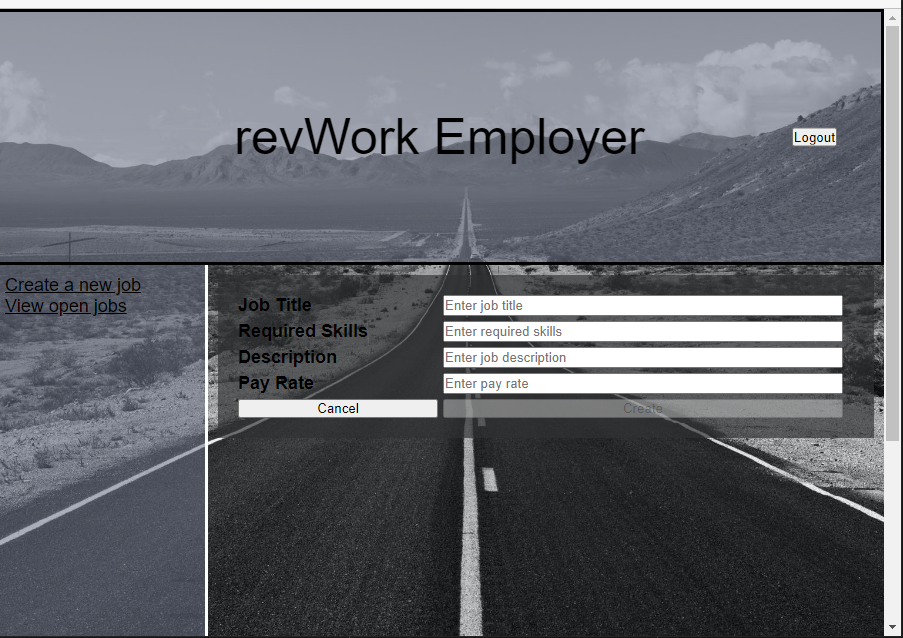 revWork Employer
Logout
Create a new job
View open jobs
Job Title Enter job title
Required Skills Enter required skills
Description Enter job description
Pay Rate Enter pay rate
Cancel Create